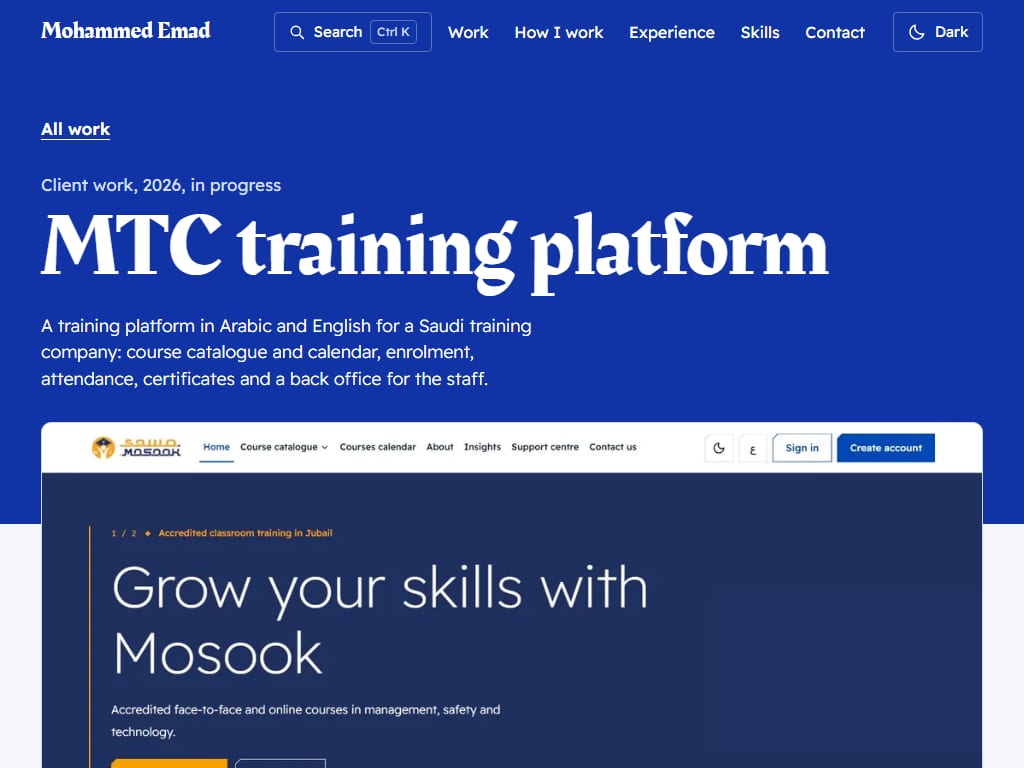 Mohammed Emad
Search Ctrl K
Work
How I work
Experience
Skills
Contact
Dark
All work
Client work, 2026, in progress
MTC training platform
A training platform in Arabic and English for a Saudi training
company: course catalogue and calendar, enrolment,
attendance, certificates and a back office for the staff.
MOSOOK
Home
Course catalogue
Courses calendar
About
Insights
Support centre
Contact us
ع
Sign in
Create account
1 / 2 ◆ Accredited classroom training in Jubail
Grow your skills with
Mosook
Accredited face-to-face and online courses in management, safety and
technology.